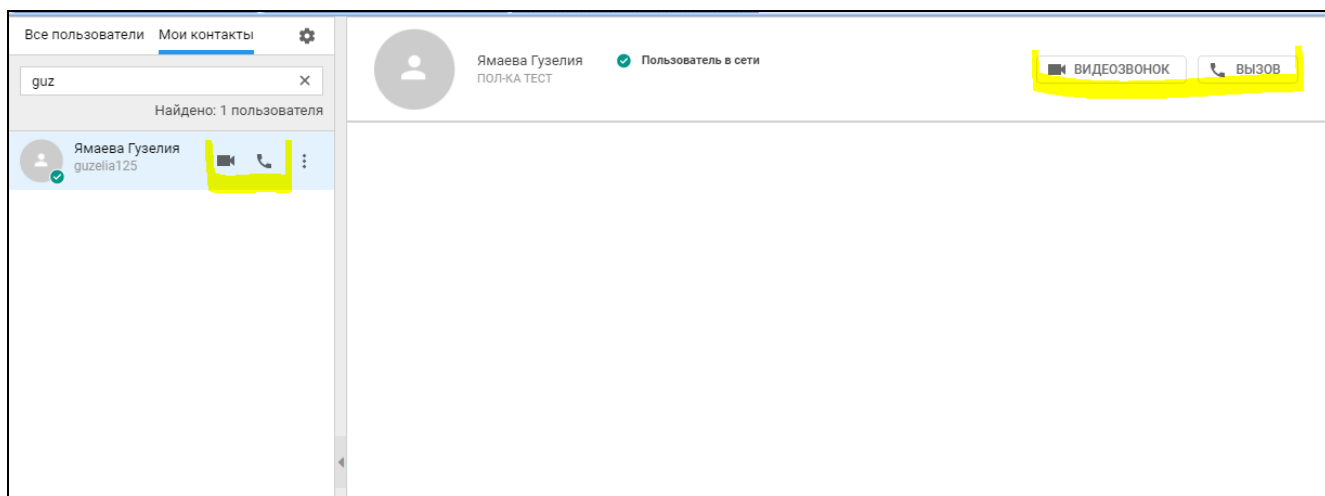 Все пользователи Мои контакты
guz
Найдено: 1 пользователя
Ямаева Гузелия
guzelia125
Ямаева Гузелия Пользователь в сети
ПОЛ-КА ТЕСТ
ВИДЕОЗВОНОК ВЫЗОВ